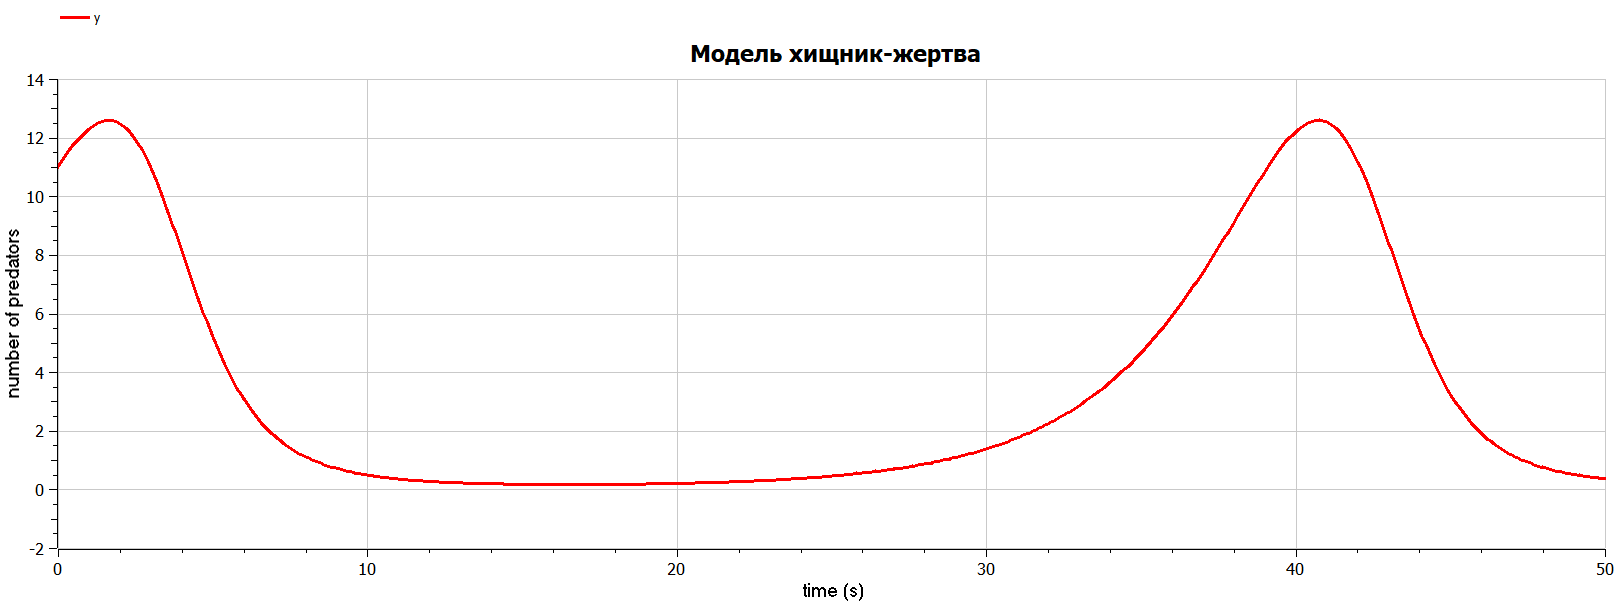 y
Модель хищник-жертва
number of predators
14
12
10
8
6
4
2
0
-2
0 10 20 30 40 50
time (s)